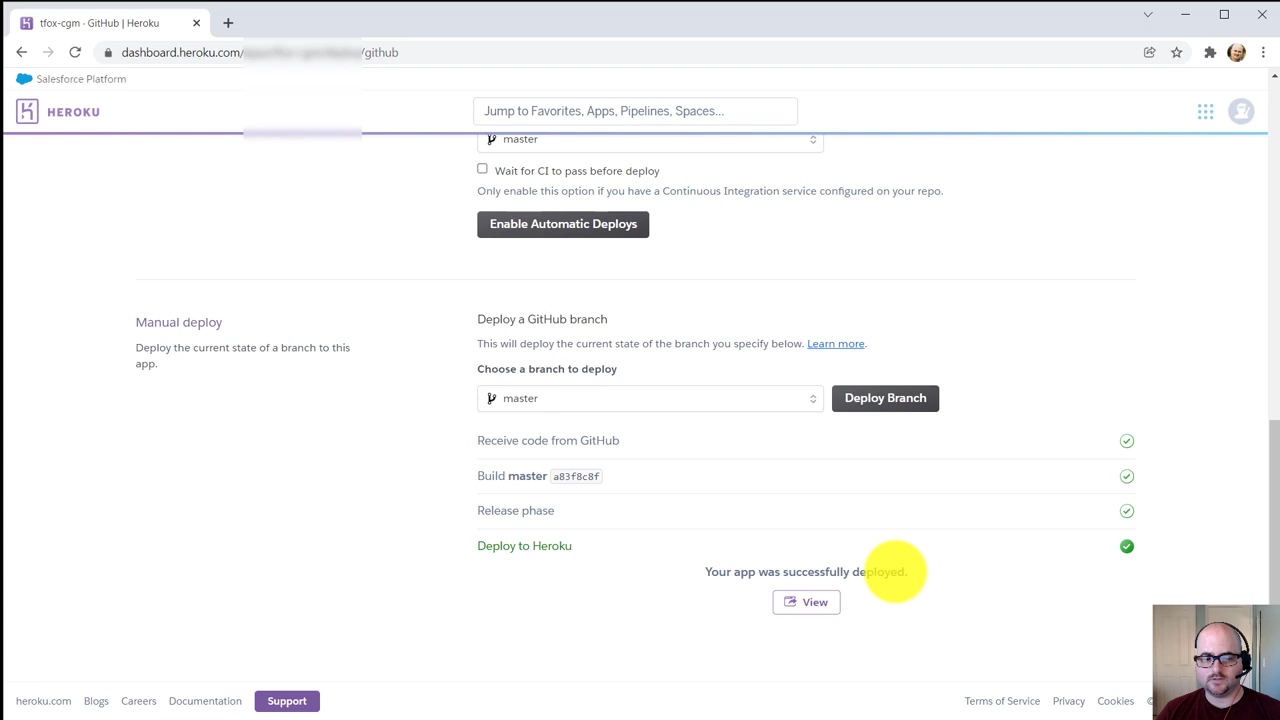 tfox-cgm · GitHub | Heroku
dashboard.heroku.com/
/github
Salesforce Platform
HEROKU
Jump to Favorites, Apps, Pipelines, Spaces...
master
Wait for CI to pass before deploy
Only enable this option if you have a Continuous Integration service configured on your repo.
Enable Automatic Deploys
Manual deploy
Deploy the current state of a branch to this
app.
Deploy a GitHub branch
This will deploy the current state of the branch you specify below. Learn more.
Choose a branch to deploy
master
Deploy Branch
Receive code from GitHub
Build master a83f8c8f
Release phase
Deploy to Heroku
Your app was successfully deployed.
View
heroku.com Blogs Careers Documentation Support Terms of Service Privacy Cookies ©